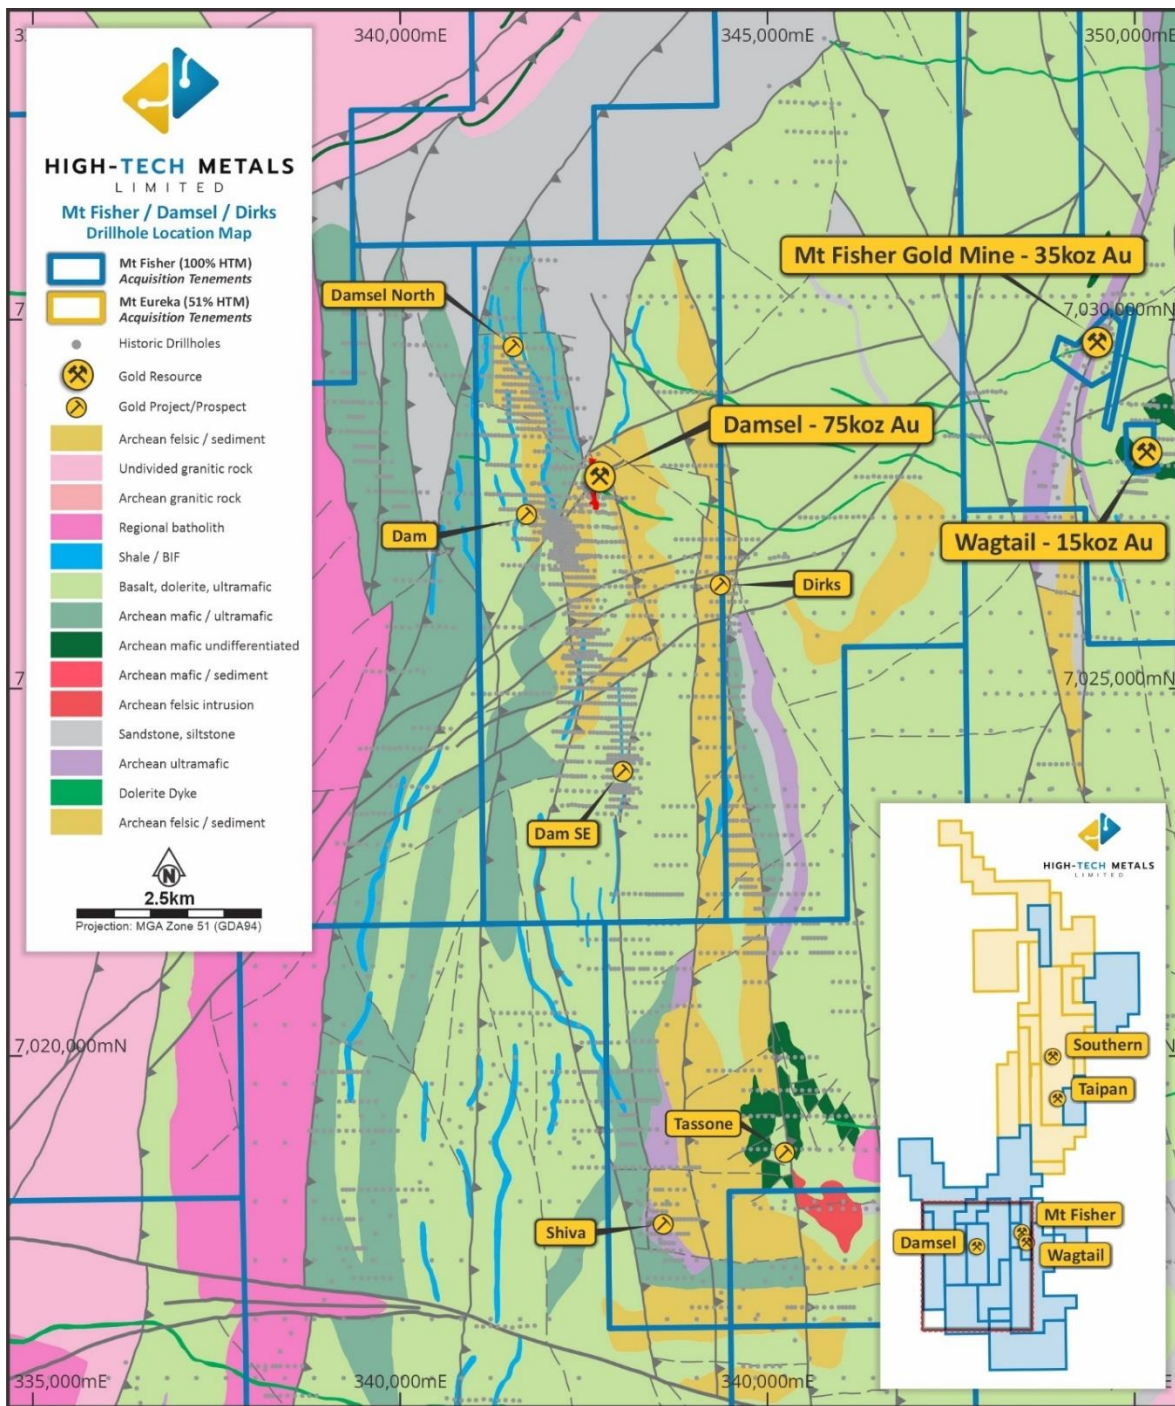 340,000mE
345,000mE
350,000mE
HIGH-TECH METALS
LIMITED
Mt Fisher / Damsel / Dirks
Drillhole Location Map
Mt Fisher (100% HTM)
Acquisition Tenements
Mt Eureka (51% HTM)
Acquisition Tenements
Historic Drillholes
Gold Resource
Gold Project/Prospect
Archean felsic / sediment
Undivided granitic rock
Archean granitic rock
Regional batholith
Shale / BIF
Basalt, dolerite, ultramafic
Archean mafic / ultramafic
Archean mafic undifferentiated
Archean mafic / sediment
Archean felsic intrusion
Sandstone, siltstone
Archean ultramafic
Dolerite Dyke
Archean felsic / sediment
N
2.5km
Projection: MGA Zone 51 (GDA94)
Mt Fisher Gold Mine - 35koz Au
Damsel North
7,030,000mN
Damsel - 75koz Au
Dam
Wagtail - 15koz Au
Dirks
7,025,000mN
Dam SE
7,020,000mN
Tassone
Shiva
HIGH-TECH METALS
LIMITED
Southern
Taipan
Mt Fisher
Damsel
Wagtail
335,000mE
340,000mE
340,000mE